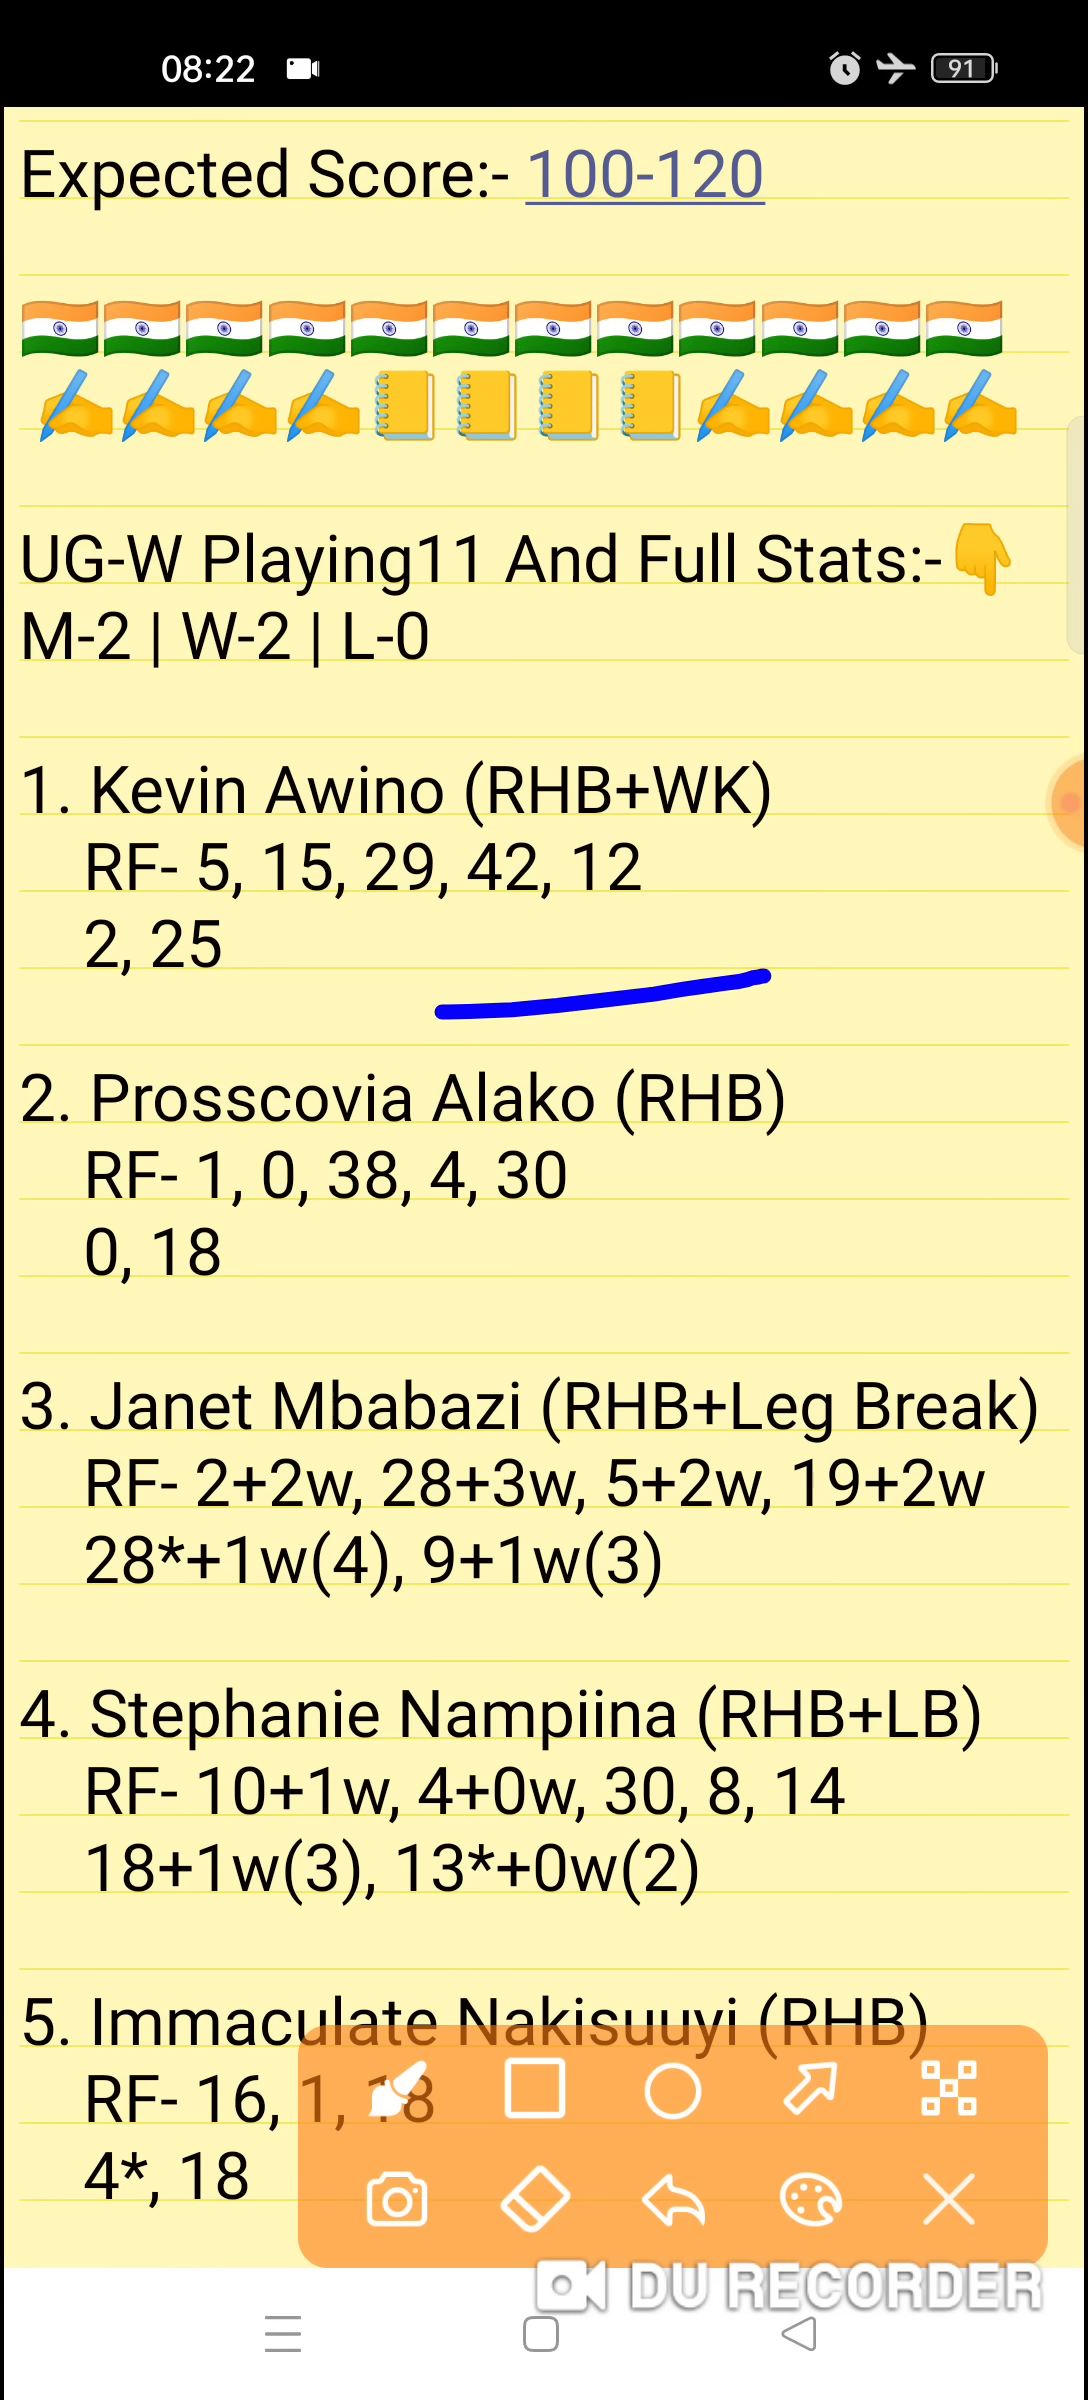 08:22
91
Expected Score:- 100-120
UG-W Playing11 And Full Stats:-
M-2 | W-2 | L-0
1. Kevin Awino (RHB+WK)
RF- 5, 15, 29, 42, 12
2, 25
2. Prosscovia Alako (RHB)
RF- 1, 0, 38, 4, 30
0, 18
3. Janet Mbabazi (RHB+Leg Break)
RF- 2+2w, 28+3w, 5+2w, 19+2w
28*+1w(4), 9+1w(3)
4. Stephanie Nampiina (RHB+LB)
RF- 10+1w, 4+0w, 30, 8, 14
18+1w(3), 13*+0w(2)
5. Immaculate Nakisuuyi (RHB)
RF- 16, 1, 18
4*, 18
DU RECORDER